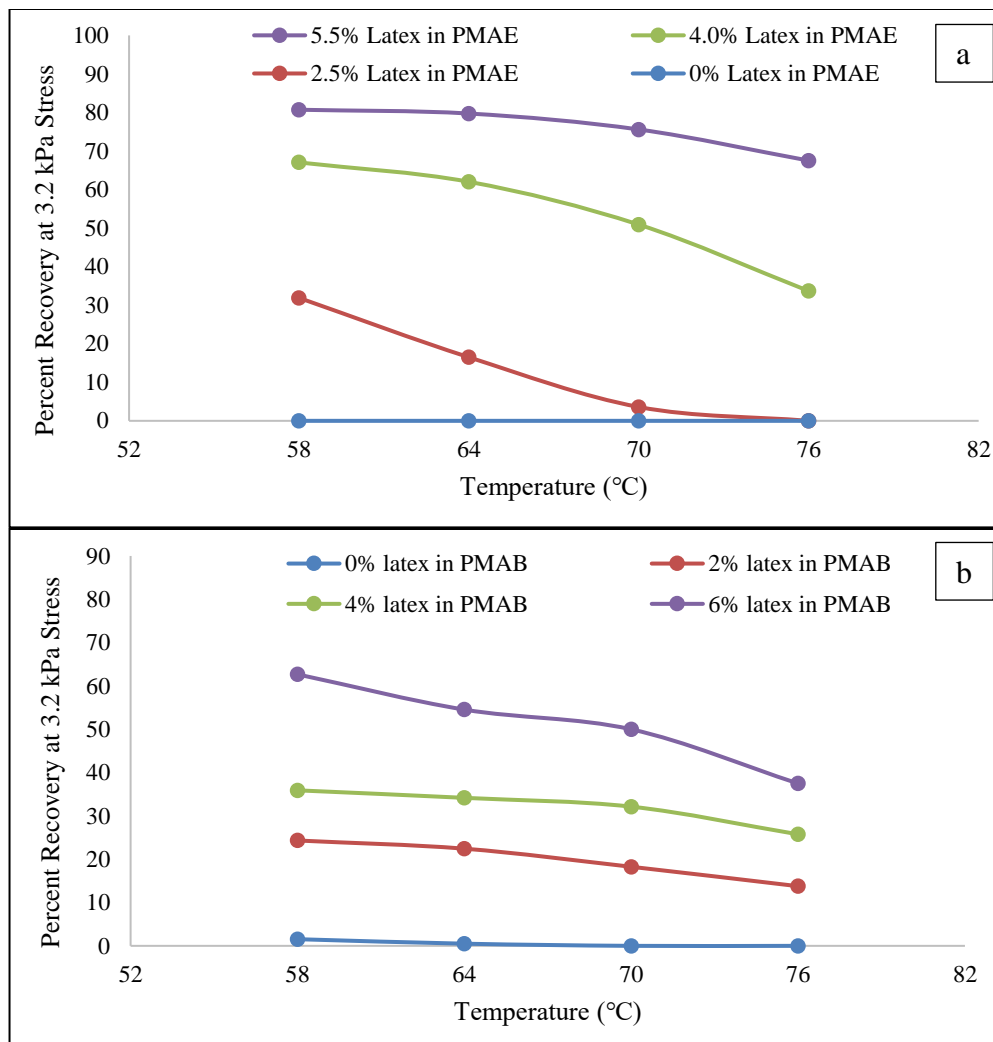 a
5.5% Latex in PMAE 4.0% Latex in PMAE
2.5% Latex in PMAE 0% Latex in PMAE
Percent Recovery at 3.2 kPa Stress
100
90
80
70
60
50
40
30
20
10
0
52 58 64 70 76 82
Temperature (°C)
b
0% latex in PMAB 2% latex in PMAB
4% latex in PMAB 6% latex in PMAB
Percent Recovery at 3.2 kPa Stress
90
80
70
60
50
40
30
20
10
0
52 58 64 70 76 82
Temperature (°C)